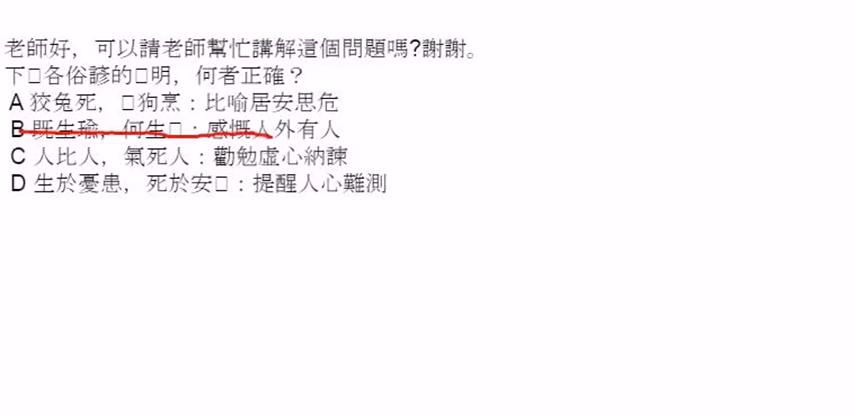 老師好，可以請老師幫忙講解這個問題嗎?謝謝。
下□各俗諺的□明，何者正確？
A 狡兔死，□狗烹：比喻居安思危
B 既生瑜，何生□：感慨人外有人
C 人比人，氣死人：勸勉虛心納諫
D 生於憂患，死於安□：提醒人心難測